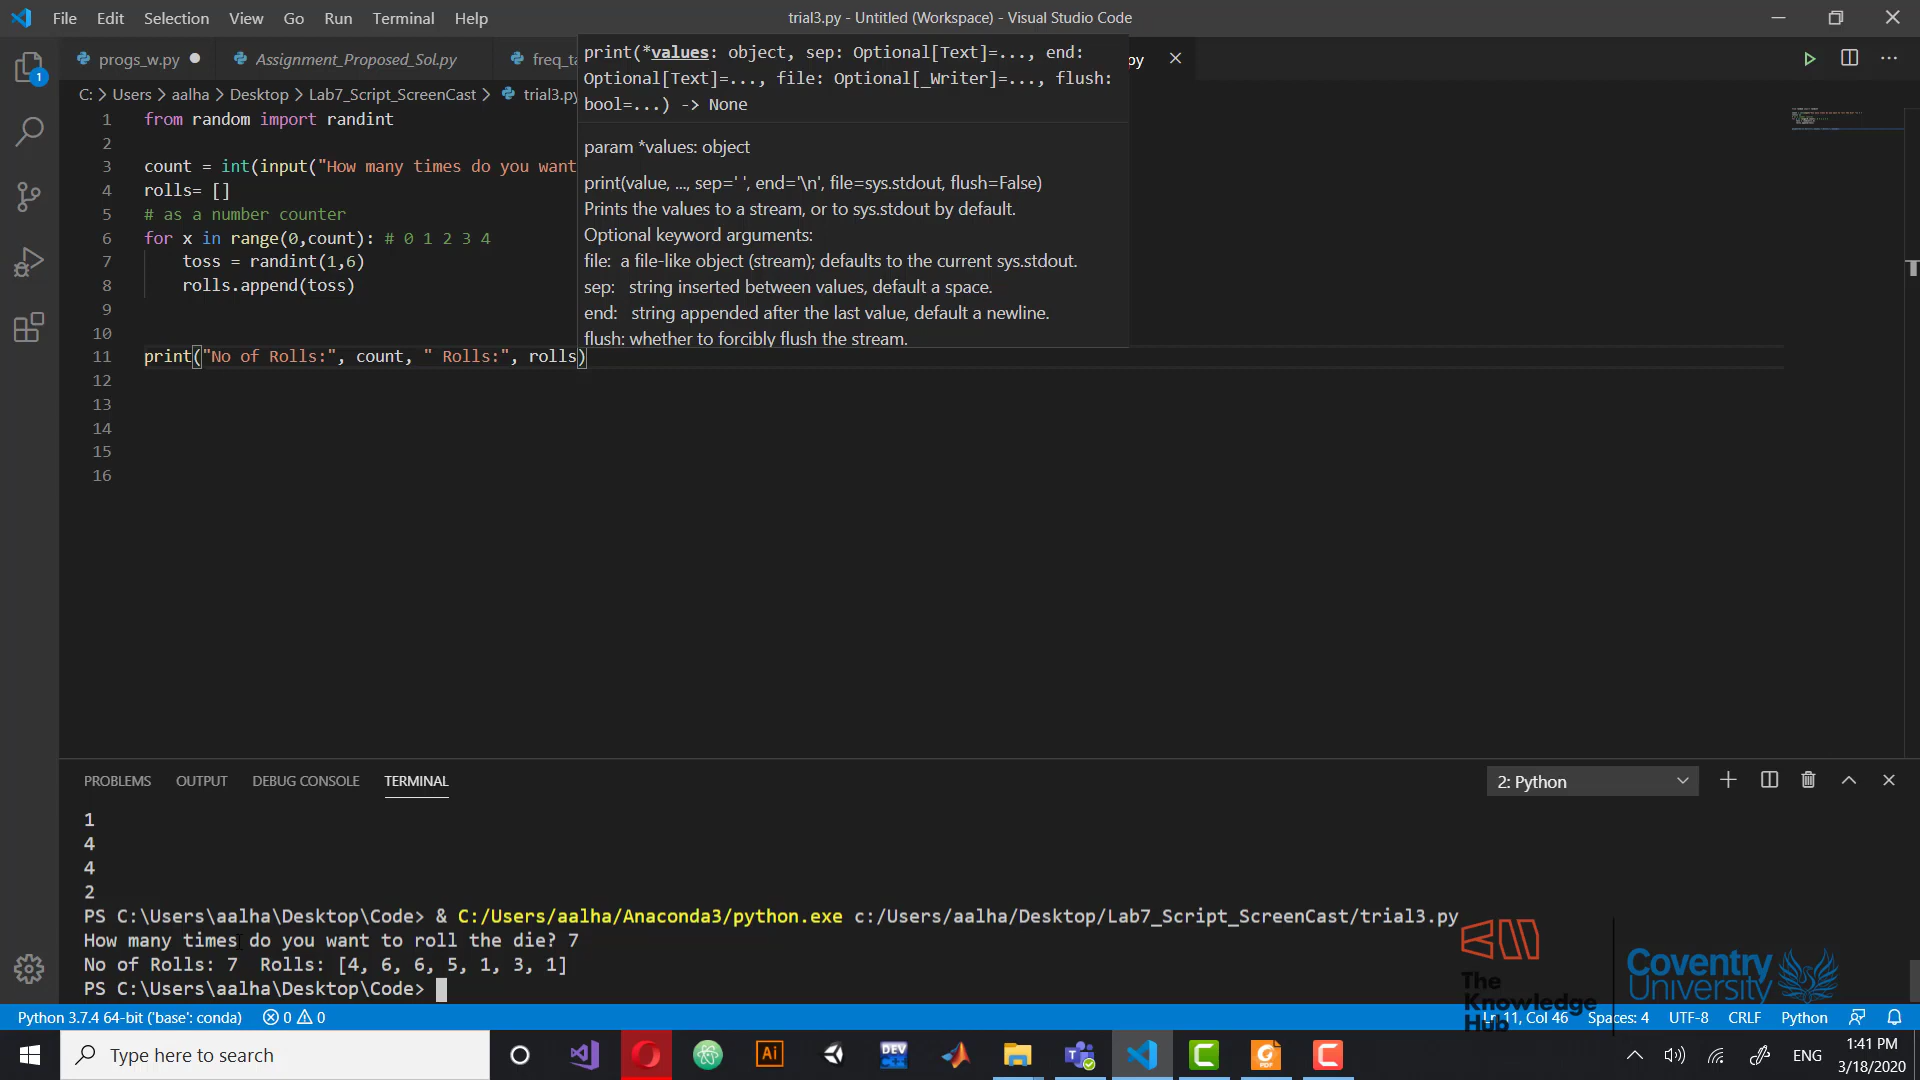 File Edit Selection View Go Run Terminal Help
trial3.py - Untitled (Workspace) - Visual Studio Code
progs_w.py
Assignment_Proposed_Sol.py
freq_ta
py
C: > Users > aalha > Desktop > Lab7_Script_ScreenCast > trial3.py
print(*values: object, sep: Optional[Text]=..., end:
Optional[Text]=..., file: Optional[_Writer]=..., flush:
bool=...) -> None
param *values: object
print(value, ..., sep=' ', end='\n', file=sys.stdout, flush=False)
Prints the values to a stream, or to sys.stdout by default.
Optional keyword arguments:
file: a file-like object (stream); defaults to the current sys.stdout.
sep: string inserted between values, default a space.
end: string appended after the last value, default a newline.
flush: whether to forcibly flush the stream.
1 from random import randint
2
3 count = int(input("How many times do you want
4 rolls= []
5 # as a number counter
6 for x in range(0,count): # 0 1 2 3 4
7 toss = randint(1,6)
8 rolls.append(toss)
9
10
11 print("No of Rolls:", count, " Rolls:", rolls)
12
13
14
15
16
1
PROBLEMS OUTPUT DEBUG CONSOLE TERMINAL
2: Python
1
4
4
2
PS C:\Users\aalha\Desktop\Code> & C:/Users/aalha/Anaconda3/python.exe c:/Users/aalha/Desktop/Lab7_Script_ScreenCast/trial3.py
How many times do you want to roll the die? 7
No of Rolls: 7  Rolls: [4, 6, 6, 5, 1, 3, 1]
PS C:\Users\aalha\Desktop\Code>
The
Knowledge
Hub
Coventry
University
Python 3.7.4 64-bit ('base': conda) 0 0
Ln 11, Col 46 Spaces: 4 UTF-8 CRLF Python
Type here to search
DEV
Ai
PDF
ENG
1:41 PM
3/18/2020